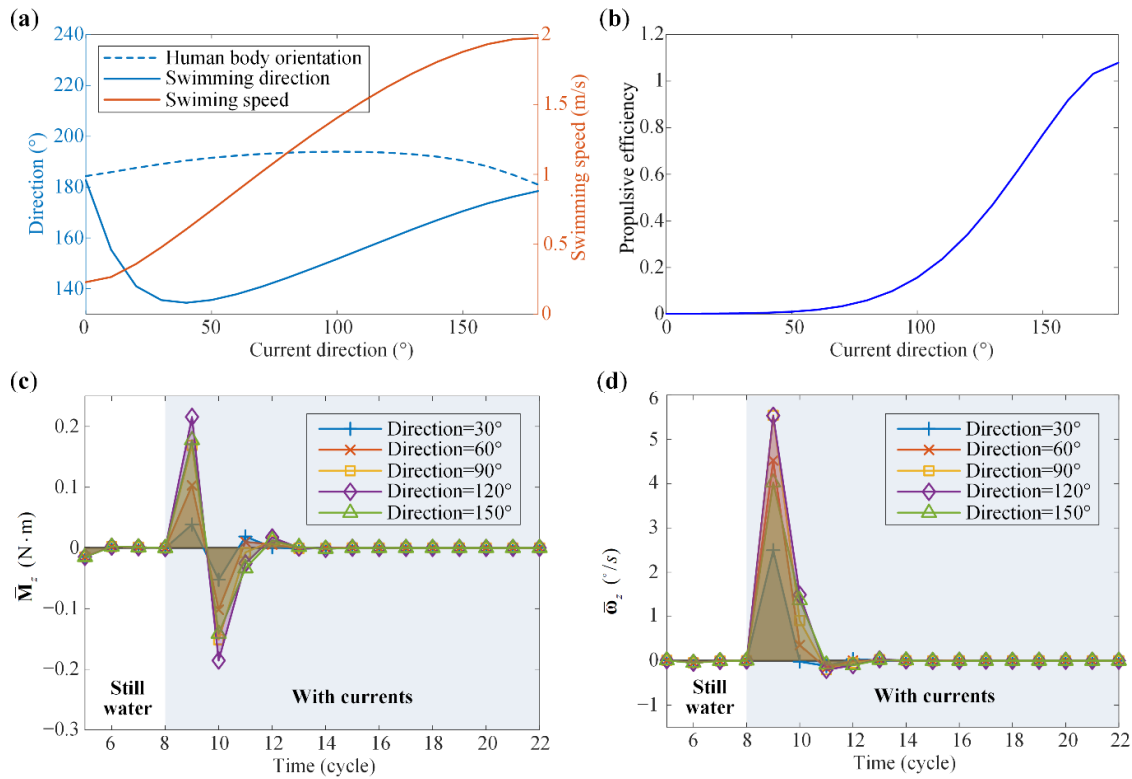 (a)
240
220
200
180
160
140
Direction (°)
Human body orientation
Swimming direction
Swiming speed
2
1.5
1
0.5
0
Swimming speed (m/s)
0 50 100 150
Current direction (°)
(b)
1.2
1
0.8
0.6
0.4
0.2
0
Propulsive efficiency
0 50 100 150
Current direction (°)
(c)
0.2
0.1
0
−0.1
−0.2
−0.3
M̄z (N·m)
Direction=30°
Direction=60°
Direction=90°
Direction=120°
Direction=150°
Still
water
With currents
6 8 10 12 14 16 18 20 22
Time (cycle)
(d)
6
5
4
3
2
1
0
−1
ω̄z (°/s)
Direction=30°
Direction=60°
Direction=90°
Direction=120°
Direction=150°
Still
water
With currents
6 8 10 12 14 16 18 20 22
Time (cycle)